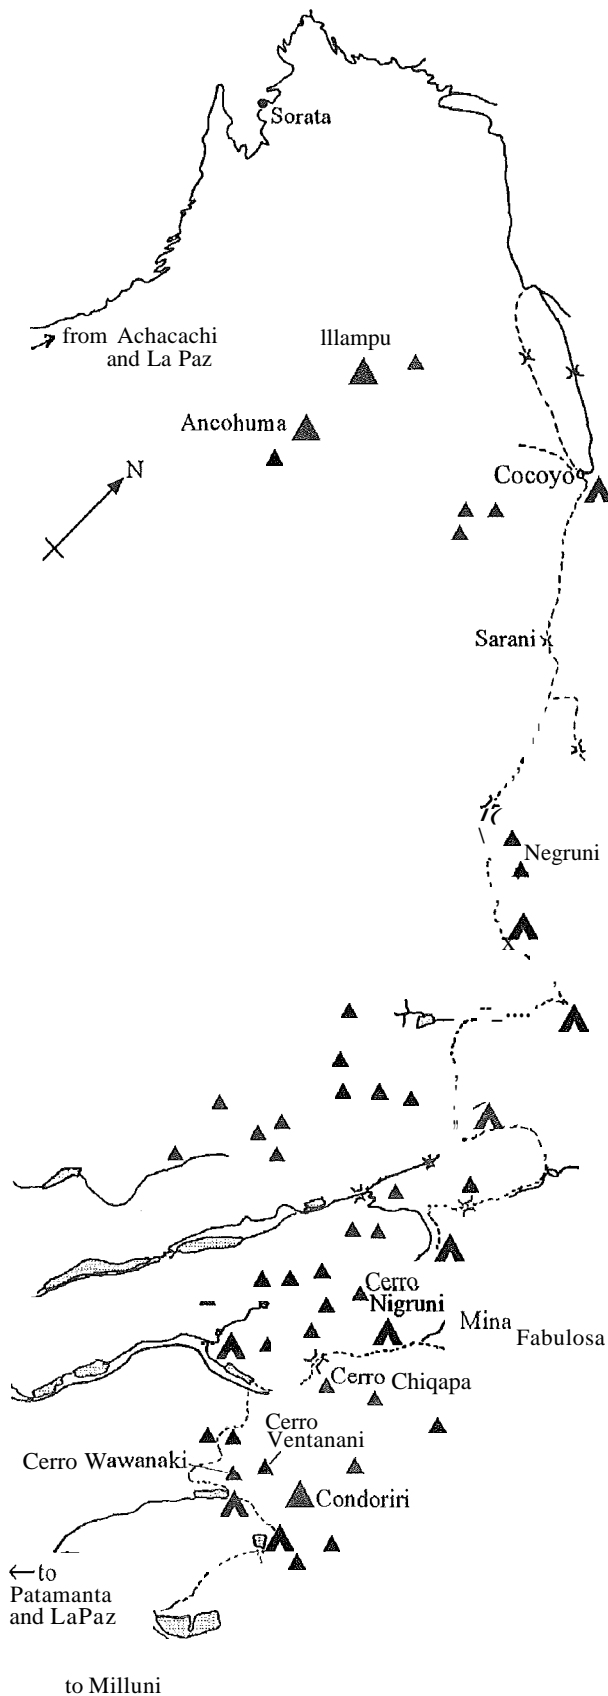 Sorata
from Achacachi
and La Paz
Illampu
Ancohuma
N
Cocoyo
Sarani
Negruni
Cerro
Nigruni
Mina
Fabulosa
Cerro Chiqapa
Cerro
Ventanani
Cerro Wawanaki
Condoriri
←to
Patamanta
and LaPaz
to Milluni